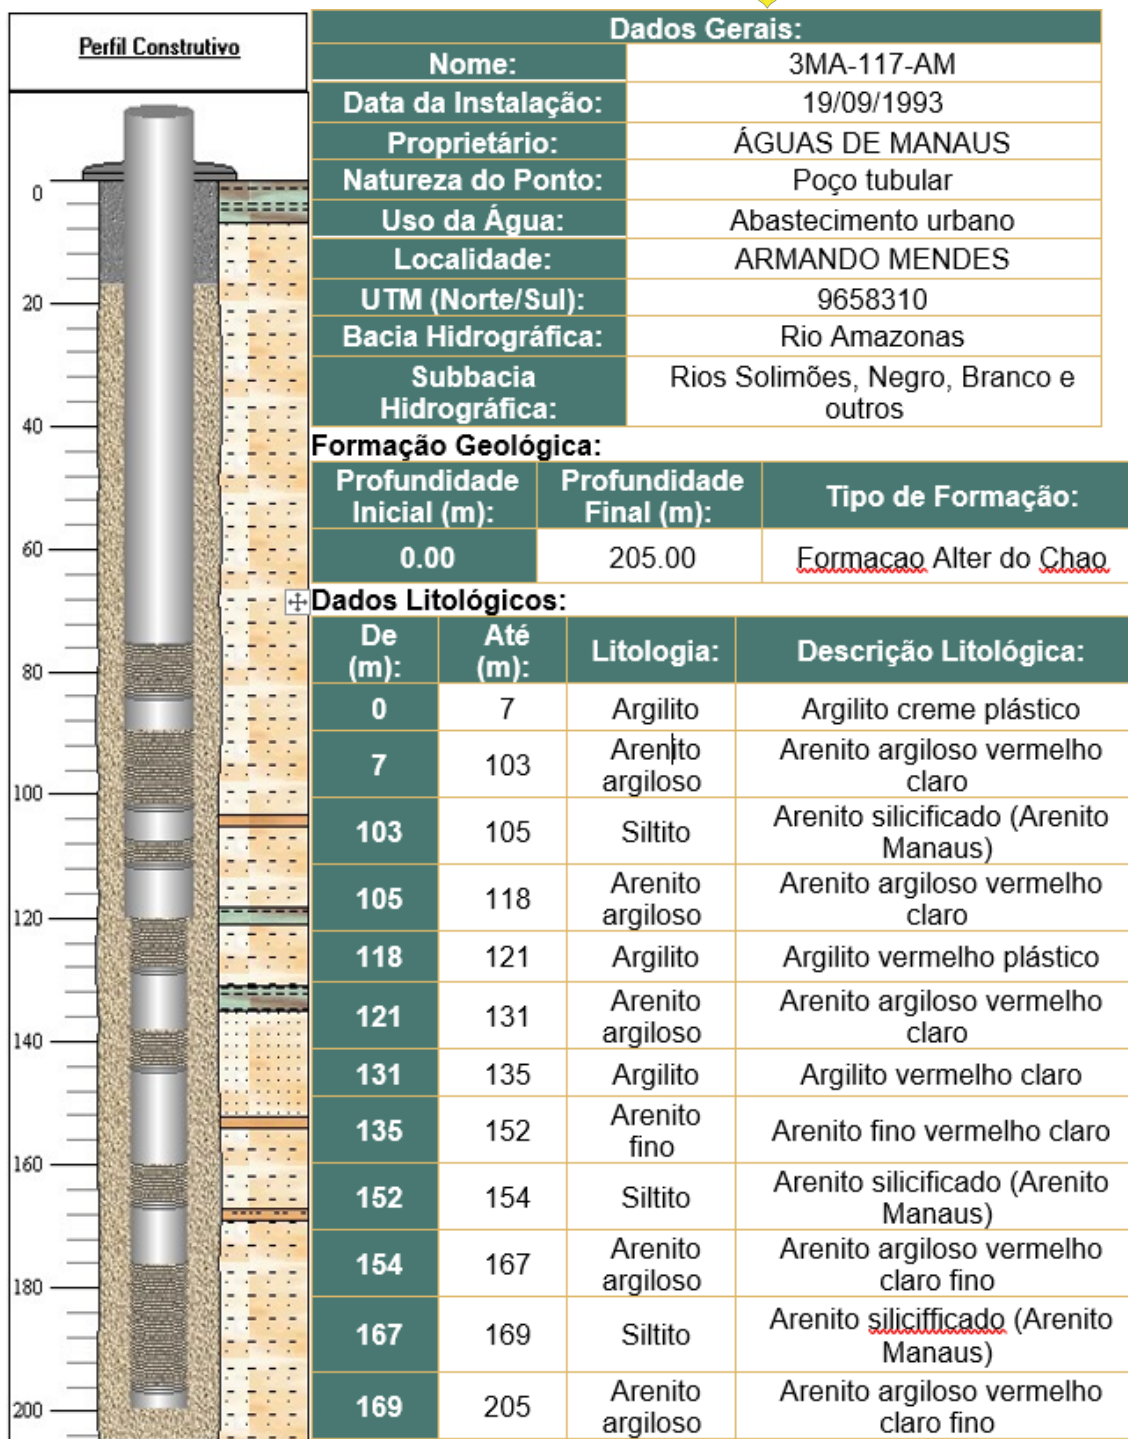 Perfil Construtivo
0
20
40
60
80
100
120
140
160
180
200
Dados Gerais:
Nome: 3MA-117-AM
Data da Instalação: 19/09/1993
Proprietário: ÁGUAS DE MANAUS
Natureza do Ponto: Poço tubular
Uso da Água: Abastecimento urbano
Localidade: ARMANDO MENDES
UTM (Norte/Sul): 9658310
Bacia Hidrográfica: Rio Amazonas
Subbacia
Hidrográfica:
Rios Solimões, Negro, Branco e
outros
Formação Geológica:
Profundidade
Inicial (m):
Profundidade
Final (m):
Tipo de Formação:
0.00 205.00 Formacao Alter do Chao
Dados Litológicos:
De
(m):
Até
(m):
Litologia:
Descrição Litológica:
0 7 Argilito Argilito creme plástico
7 103
Arenito
argiloso
Arenito argiloso vermelho
claro
103 105 Siltito
Arenito silicificado (Arenito
Manaus)
105 118
Arenito
argiloso
Arenito argiloso vermelho
claro
118 121 Argilito Argilito vermelho plástico
121 131
Arenito
argiloso
Arenito argiloso vermelho
claro
131 135 Argilito Argilito vermelho claro
135 152
Arenito
fino
Arenito fino vermelho claro
152 154 Siltito
Arenito silicificado (Arenito
Manaus)
154 167
Arenito
argiloso
Arenito argiloso vermelho
claro fino
167 169 Siltito
Arenito silicifficado (Arenito
Manaus)
169 205
Arenito
argiloso
Arenito argiloso vermelho
claro fino